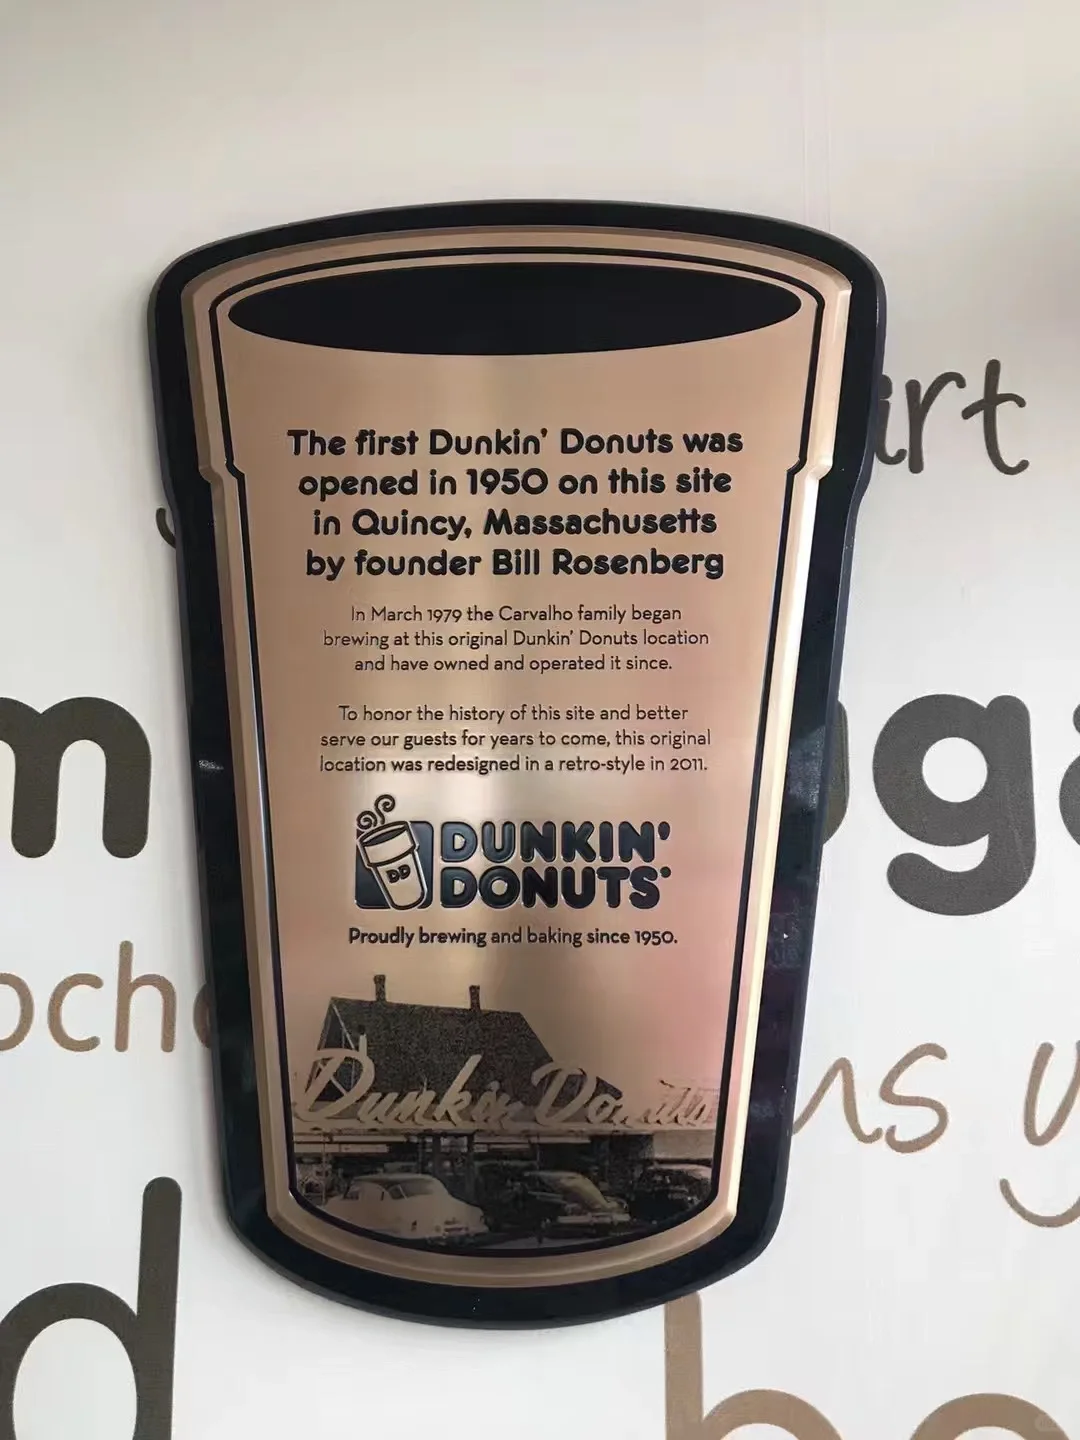 The first Dunkin' Donuts was
opened in 1950 on this site
in Quincy, Massachusetts
by founder Bill Rosenberg
In March 1979 the Carvalho family began
brewing at this original Dunkin' Donuts location
and have owned and operated it since.
To honor the history of this site and better
serve our guests for years to come, this original
location was redesigned in a retro-style in 2011.
DD
DUNKIN'
DONUTS
Proudly brewing and baking since 1950.
Dunkin Donuts